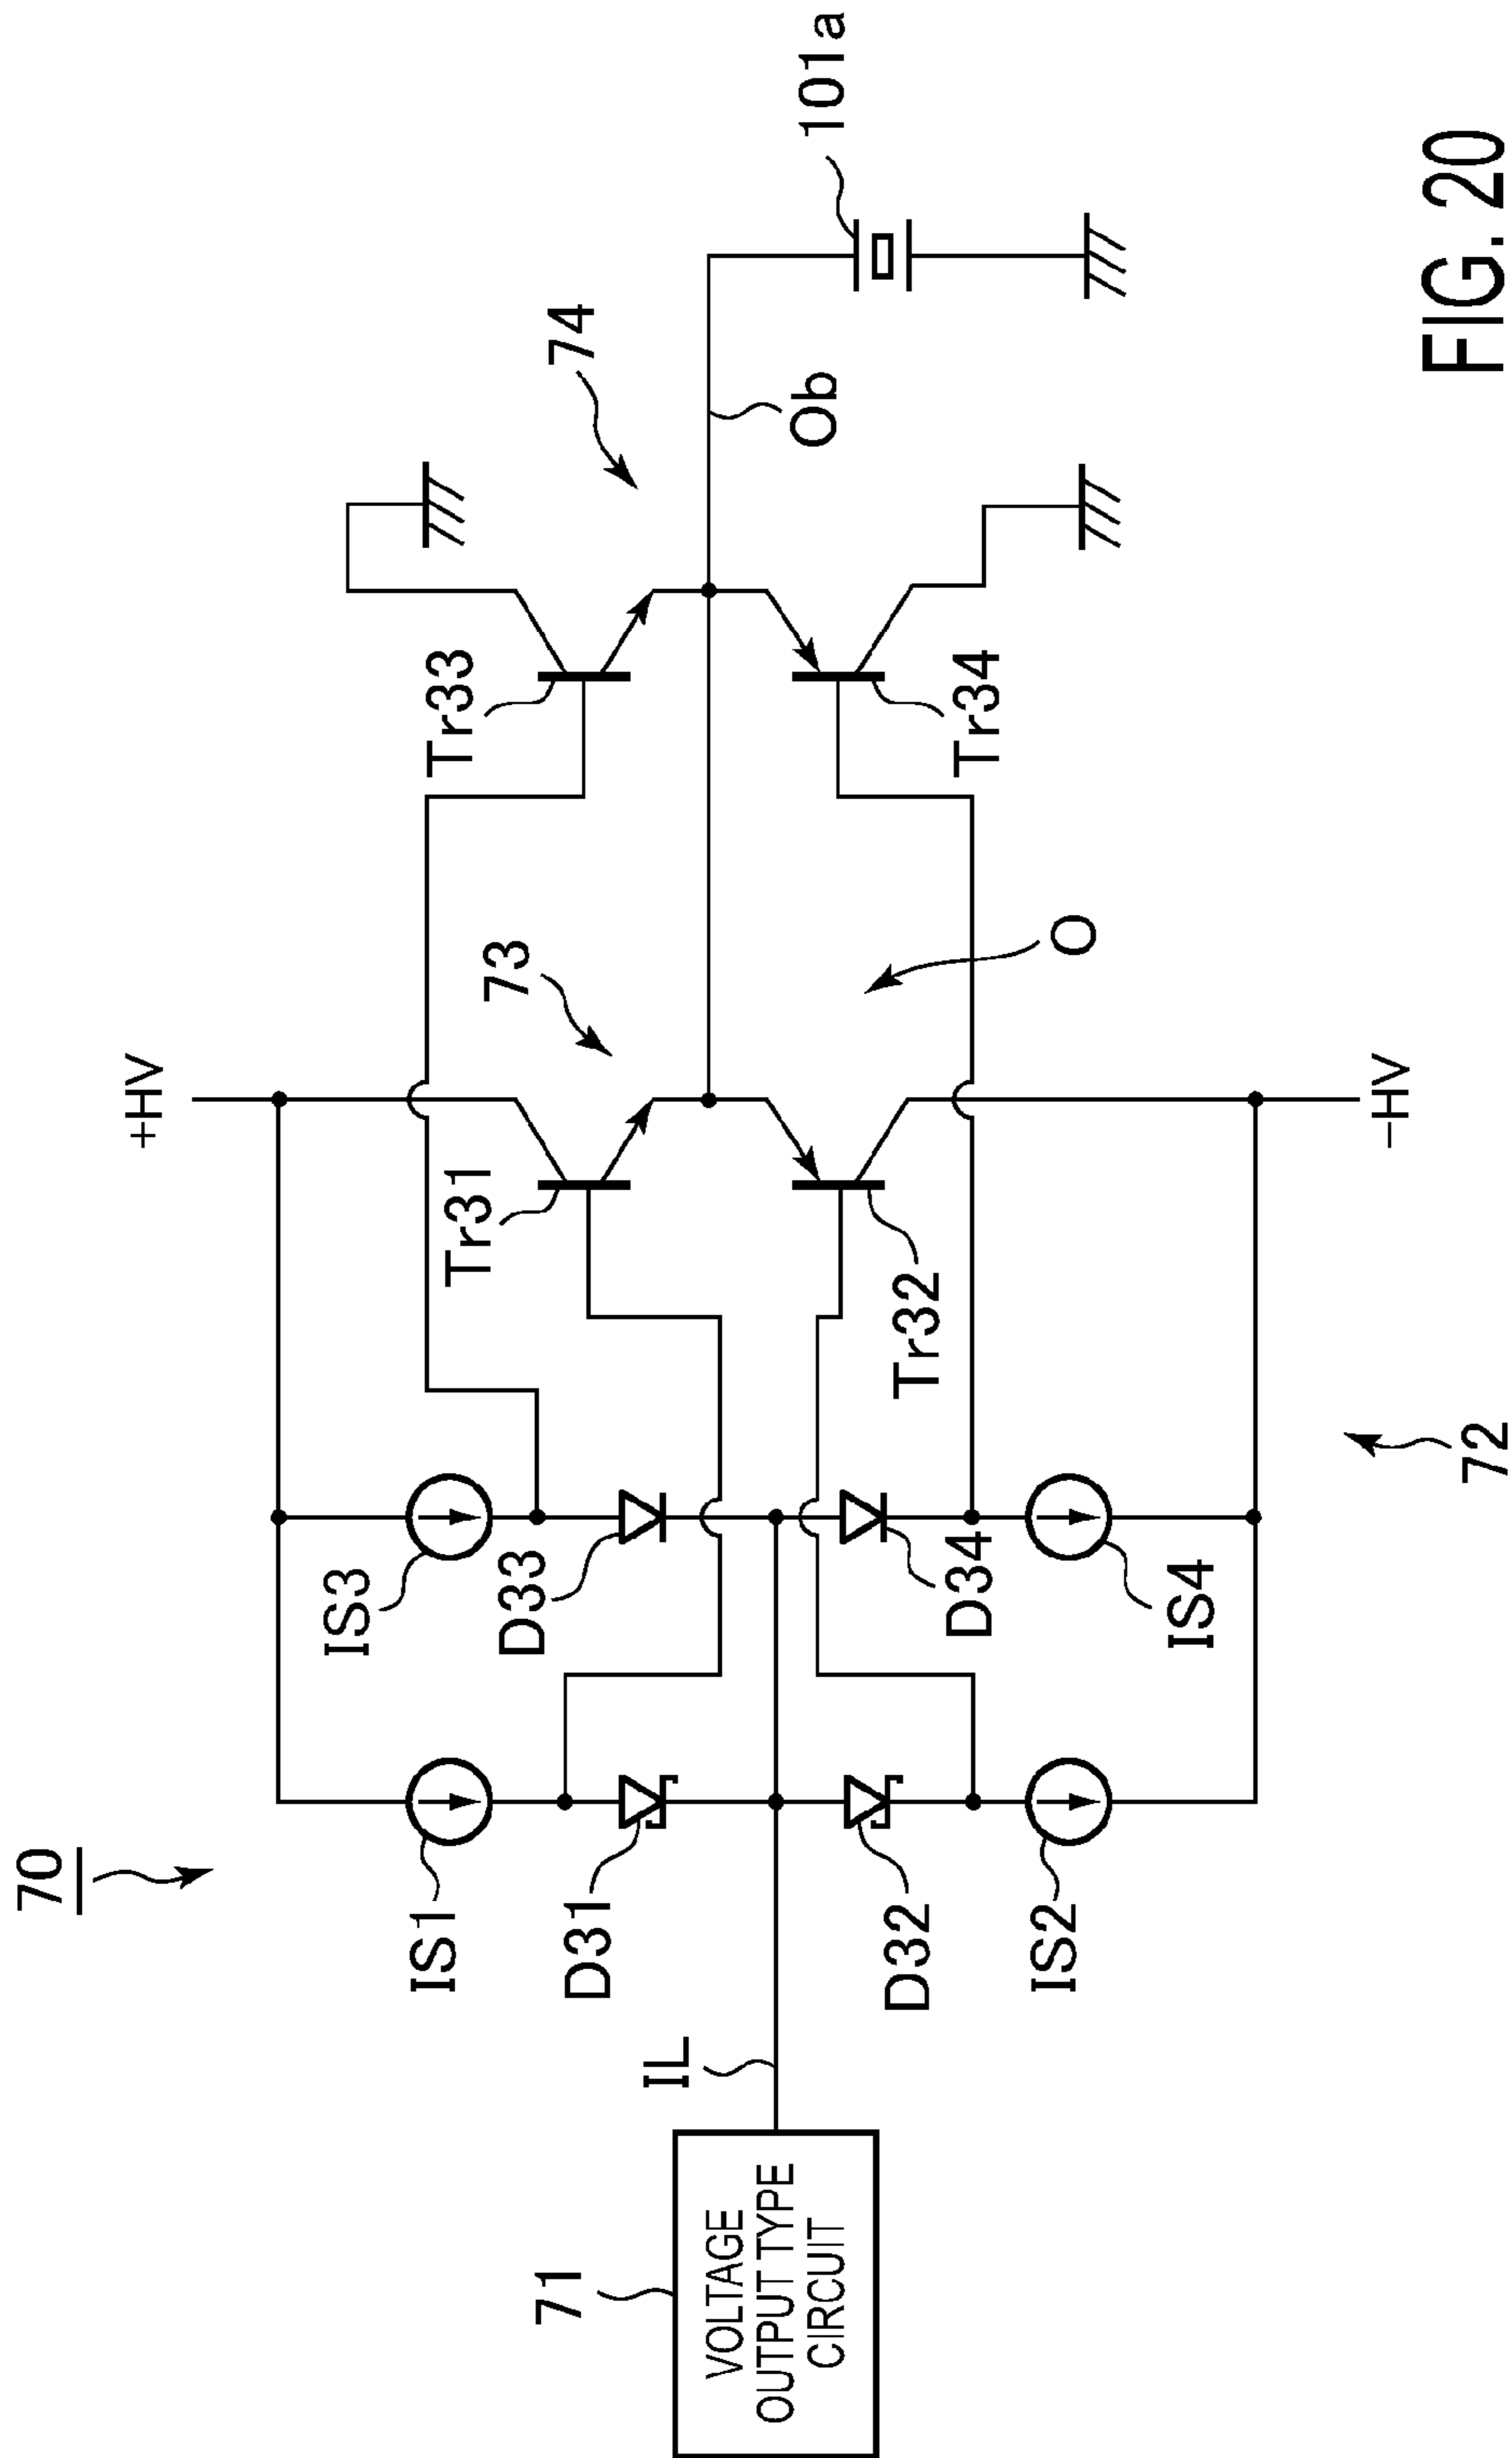 70
+HV
IS3
IS1
Tr33
74
101a
D33
Tr31
73
D31
IL
71
VOLTAGE
OUTPUT TYPE
CIRCUIT
Ob
D32
D34
Tr32
Tr34
O
IS2
IS4
-HV
72
FIG. 20